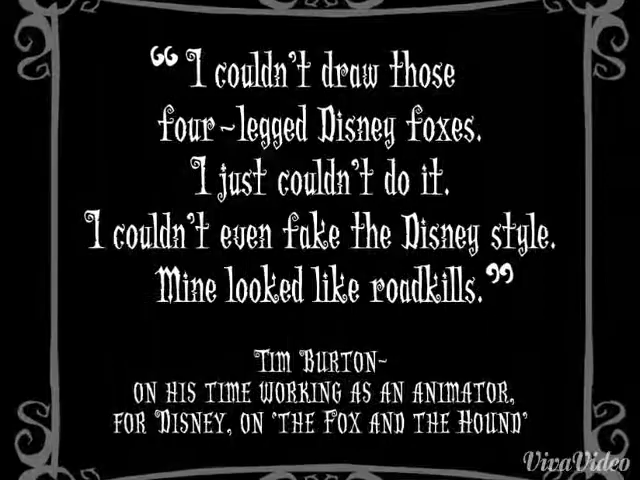 “I couldn't draw those
four-legged Disney foxes.
I just couldn't do it.
I couldn't even fake the Disney style.
Mine looked like roadkills.”
Tim Burton-
on his time working as an animator,
for Disney, on 'the Fox and the Hound'
VivaVideo